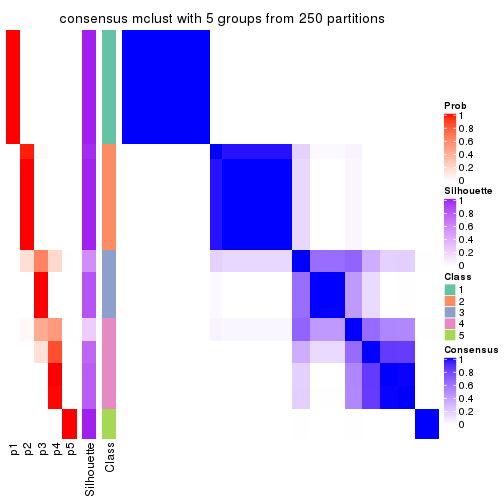 consensus mclust with 5 groups from 250 partitions
Prob
1
0.8
0.6
0.4
0.2
0
Silhouette
1
0.8
0.6
0.4
0.2
0
Class
1
2
3
4
5
Consensus
1
0.8
0.6
0.4
0.2
0
p1
p2
p3
p4
p5
Silhouette
Class